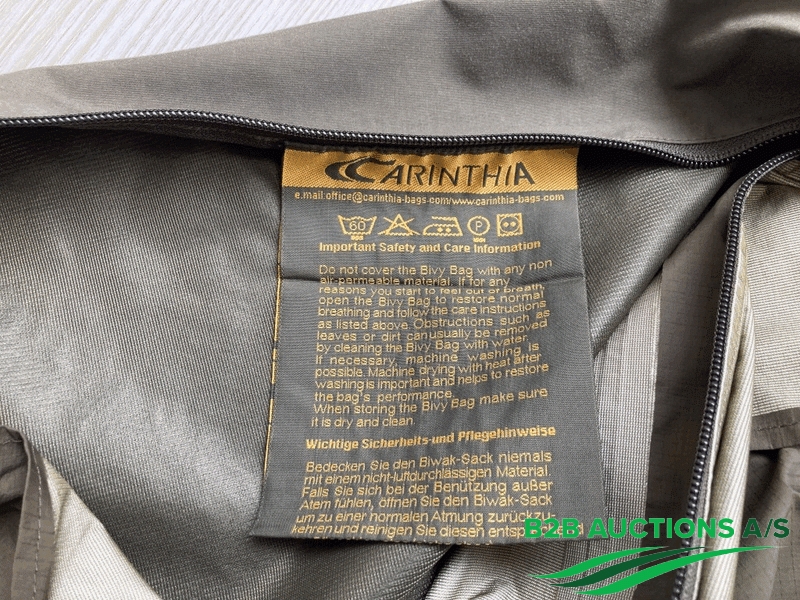 CARINTHIA
e.mail.office@carinthia-bags.com/www.carinthia-bags.com
60 P
Important Safety and Care Information
Do not cover the Bivy Bag with any non
air-permeable material. If for any
reasons you start to feel out of breath,
open the Bivy Bag to restore normal
breathing and follow the care instructions
as listed above. Obstructions such as
leaves or dirt can usually be removed
by cleaning the Bivy Bag with water.
If necessary, machine washing is
possible. Machine drying with heat after
washing is important and helps to restore
the bag's performance.
When storing the Bivy Bag make sure
it is dry and clean.
Wichtige Sicherheits-und Pflegehinweise
Bedecken Sie den Biwak-Sack niemals
mit einem nicht-luftdurchlässigen Material.
Falls Sie sich bei der Benützung außer
Atem fühlen, öffnen Sie den Biwak-Sack
um zu einer normalen Atmung zurückzu-
kehren und reinigen Sie diesen
B2B AUCTIONS A/S